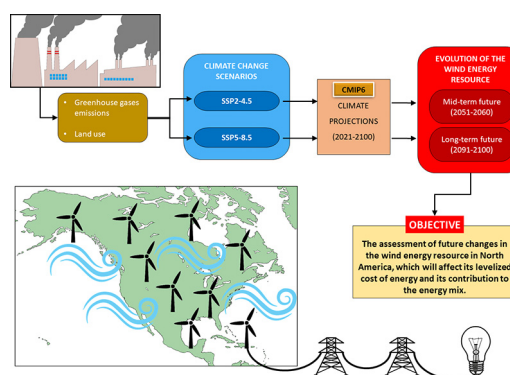 • Greenhouse gases
emissions
• Land use
CLIMATE CHANGE
SCENARIOS
SSP2-4.5
SSP5-8.5
CMIP6
CLIMATE
PROJECTIONS
(2021-2100)
EVOLUTION OF THE
WIND ENERGY
RESOURCE
Mid-term future
(2051-2060)
Long-term future
(2091-2100)
OBJECTIVE
The assessment of future changes in
the wind energy resource in North
America, which will affect its levelized
cost of energy and its contribution to
the energy mix.